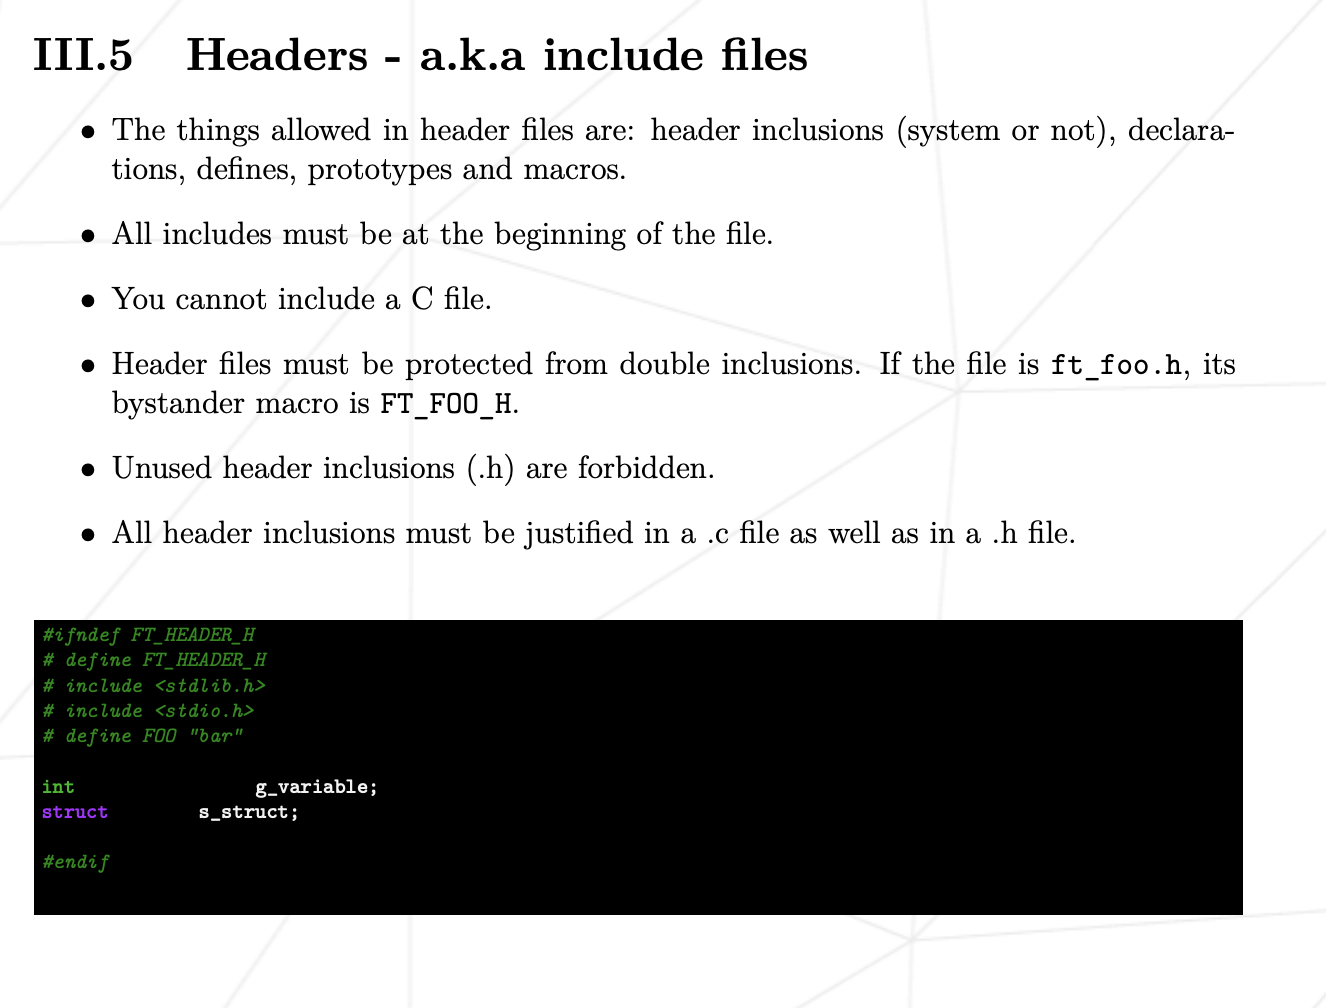 III.5 Headers - a.k.a include files
• The things allowed in header files are: header inclusions (system or not), declara-
tions, defines, prototypes and macros.
• All includes must be at the beginning of the file.
• You cannot include a C file.
• Header files must be protected from double inclusions. If the file is ft_foo.h, its
bystander macro is FT_FOO_H.
• Unused header inclusions (.h) are forbidden.
• All header inclusions must be justified in a .c file as well as in a .h file.
#ifndef FT_HEADER_H
# define FT_HEADER_H
# include <stdlib.h>
# include <stdio.h>
# define FOO "bar"
int g_variable;
struct s_struct;
#endif